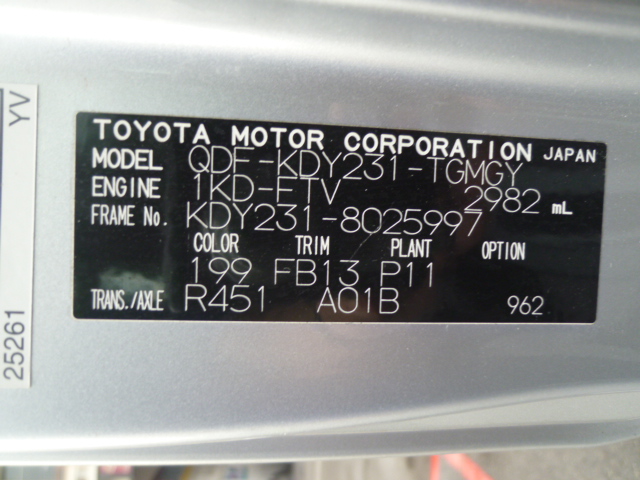 TOYOTA MOTOR CORPORATION JAPAN
MODEL QDF-KDY231-TGMGY
ENGINE 1KD-FTV 2982 mL
FRAME No. KDY231-8025997
COLOR TRIM PLANT OPTION
199 FB13 P11
TRANS./AXLE R451 A01B 962
25261 YV